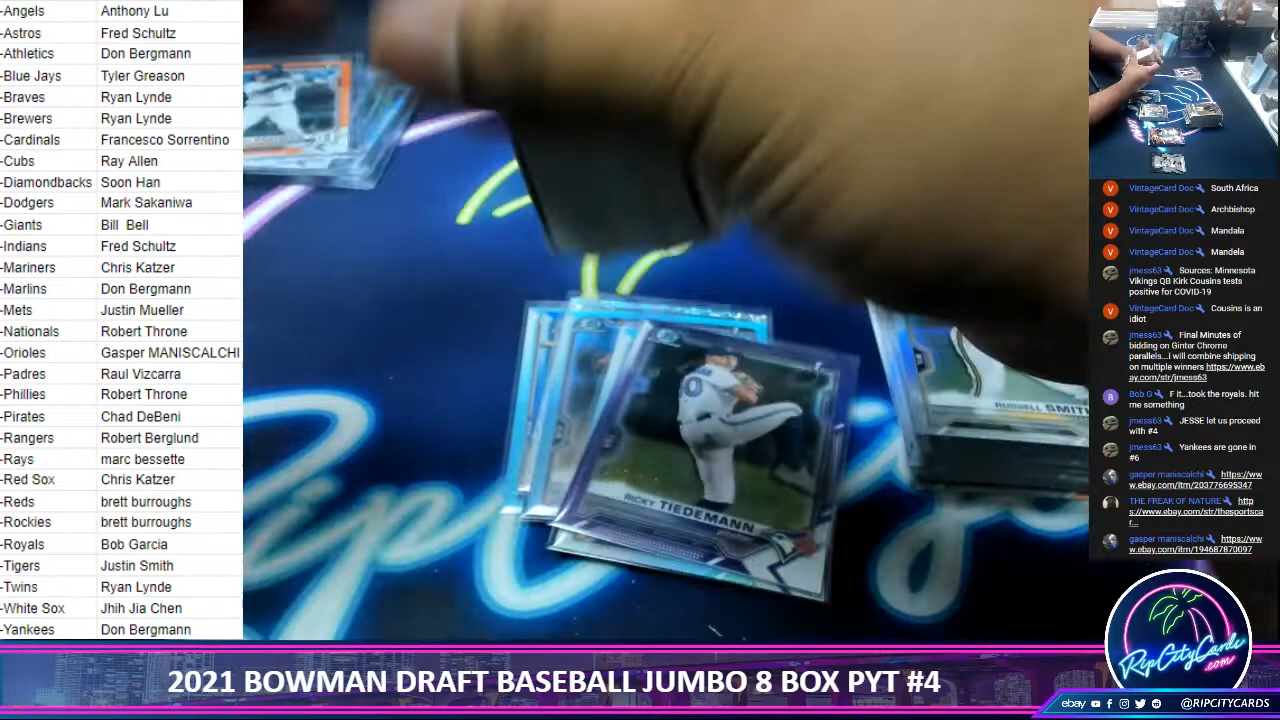 -Angels Anthony Lu
-Astros Fred Schultz
-Athletics Don Bergmann
-Blue Jays Tyler Greason
-Braves Ryan Lynde
-Brewers Ryan Lynde
-Cardinals Francesco Sorrentino
-Cubs Ray Allen
-Diamondbacks Soon Han
-Dodgers Mark Sakaniwa
-Giants Bill Bell
-Indians Fred Schultz
-Mariners Chris Katzer
-Marlins Don Bergmann
-Mets Justin Mueller
-Nationals Robert Throne
-Orioles Gasper MANISCALCHI
-Padres Raul Vizcarra
-Phillies Robert Throne
-Pirates Chad DeBeni
-Rangers Robert Berglund
-Rays marc bessette
-Red Sox Chris Katzer
-Reds brett burroughs
-Rockies brett burroughs
-Royals Bob Garcia
-Tigers Justin Smith
-Twins Ryan Lynde
-White Sox Jhih Jia Chen
-Yankees Don Bergmann
RUSSELL SMITH
RICKY TIEDEMANN
V VintageCard Doc South Africa
V VintageCard Doc Archbishop
V VintageCard Doc Mandala
V VintageCard Doc Mandela
jmess63 Sources: Minnesota
Vikings QB Kirk Cousins tests
positive for COVID-19
V VintageCard Doc Cousins is an
idiot
jmess63 Final Minutes of
bidding on Ginter Chrome
parallels...i will combine shipping
on multiple winners https://www.eb
ay.com/str/jmess63
B Bob G F it...took the royals. hit
me something
jmess63 JESSE let us proceed
with #4
jmess63 Yankees are gone in
#6
gasper maniscalchi https://ww
w.ebay.com/itm/203776695347
THE FREAK OF NATURE http
s://www.ebay.com/str/thesportsca
r...
gasper maniscalchi https://ww
w.ebay.com/itm/194687870097
RipCityCards
.com
2021 BOWMAN DRAFT BASEBALL JUMBO 8 BOX PYT #4
ebay @RIPCITYCARDS